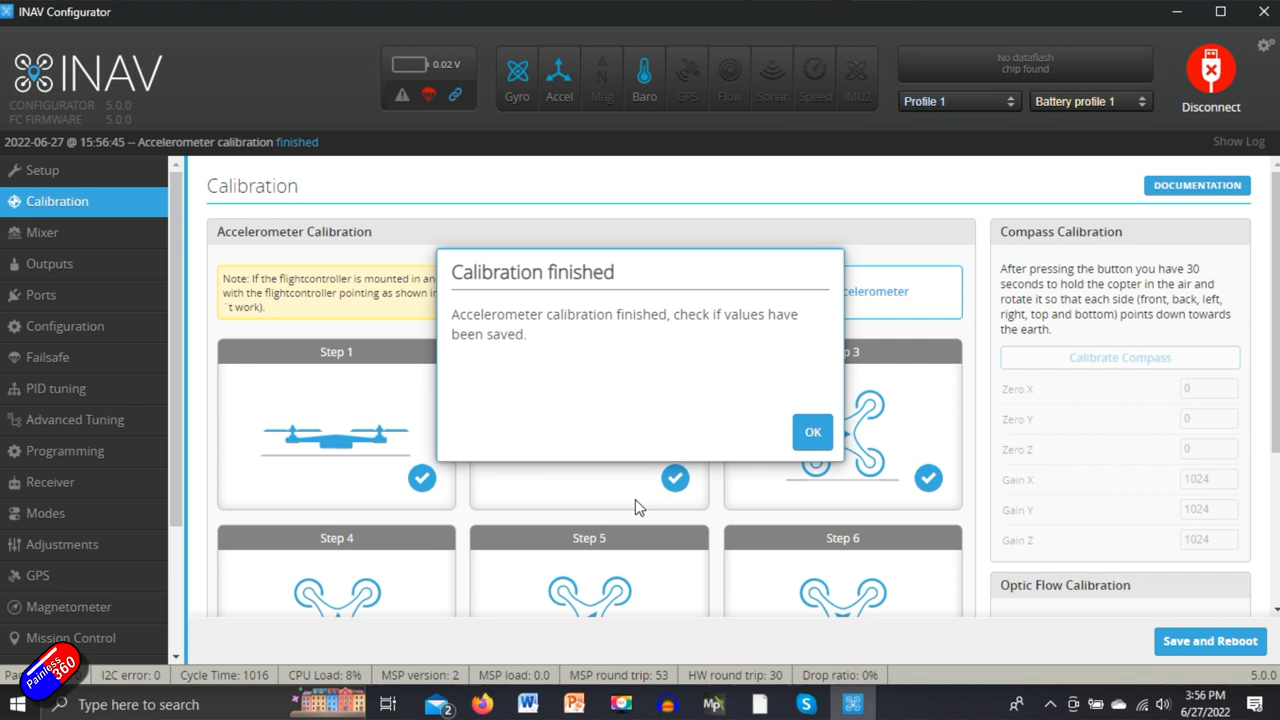 INAV Configurator
INAV
CONFIGURATOR 5.0.0
FC FIRMWARE 5.0.0
0.02 V
Gyro Accel Mag Baro GPS Flow Sonar Speed IMU2
No dataflash
chip found
Profile 1
Battery profile 1
Disconnect
2022-06-27 @ 15:56:45 -- Accelerometer calibration finished
Show Log
Setup
Calibration
Mixer
Outputs
Ports
Configuration
Failsafe
PID tuning
Advanced Tuning
Programming
Receiver
Modes
Adjustments
GPS
Magnetometer
Mission Control
Calibration
DOCUMENTATION
Accelerometer Calibration
Note: If the flightcontroller is mounted in an
with the flightcontroller pointing as shown in
´t work).
celerometer
Step 1
p 3
Step 4
Step 5
Step 6
Calibration finished
Accelerometer calibration finished, check if values have
been saved.
OK
Compass Calibration
After pressing the button you have 30
seconds to hold the copter in the air and
rotate it so that each side (front, back, left,
right, top and bottom) points down towards
the earth.
Calibrate Compass
Zero X 0
Zero Y 0
Zero Z 0
Gain X 1024
Gain Y 1024
Gain Z 1024
Optic Flow Calibration
Save and Reboot
I2C error: 0
Cycle Time: 1016
CPU Load: 8%
MSP version: 2
MSP load: 0.0
MSP round trip: 53
HW round trip: 30
Drop ratio: 0%
5.0.0
Painless360
Type here to search
2
Mp
3:56 PM
6/27/2022